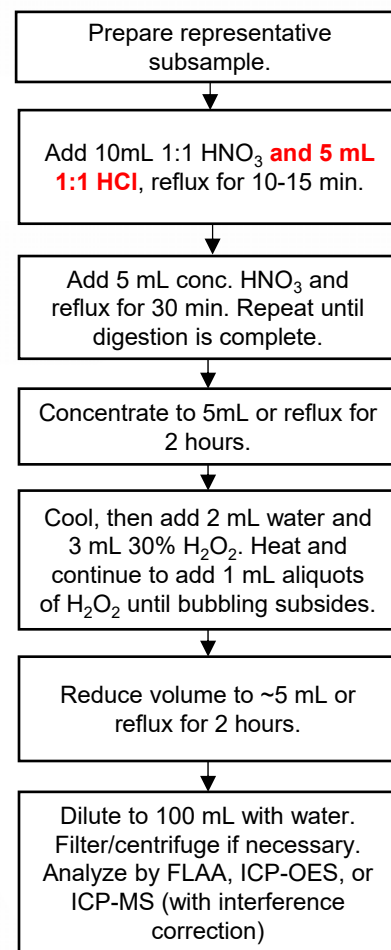 Prepare representative
subsample.
Add 10mL 1:1 HNO₃ and 5 mL
1:1 HCl, reflux for 10-15 min.
Add 5 mL conc. HNO₃ and
reflux for 30 min. Repeat until
digestion is complete.
Concentrate to 5mL or reflux for
2 hours.
Cool, then add 2 mL water and
3 mL 30% H₂O₂. Heat and
continue to add 1 mL aliquots
of H₂O₂ until bubbling subsides.
Reduce volume to ~5 mL or
reflux for 2 hours.
Dilute to 100 mL with water.
Filter/centrifuge if necessary.
Analyze by FLAA, ICP-OES, or
ICP-MS (with interference
correction)